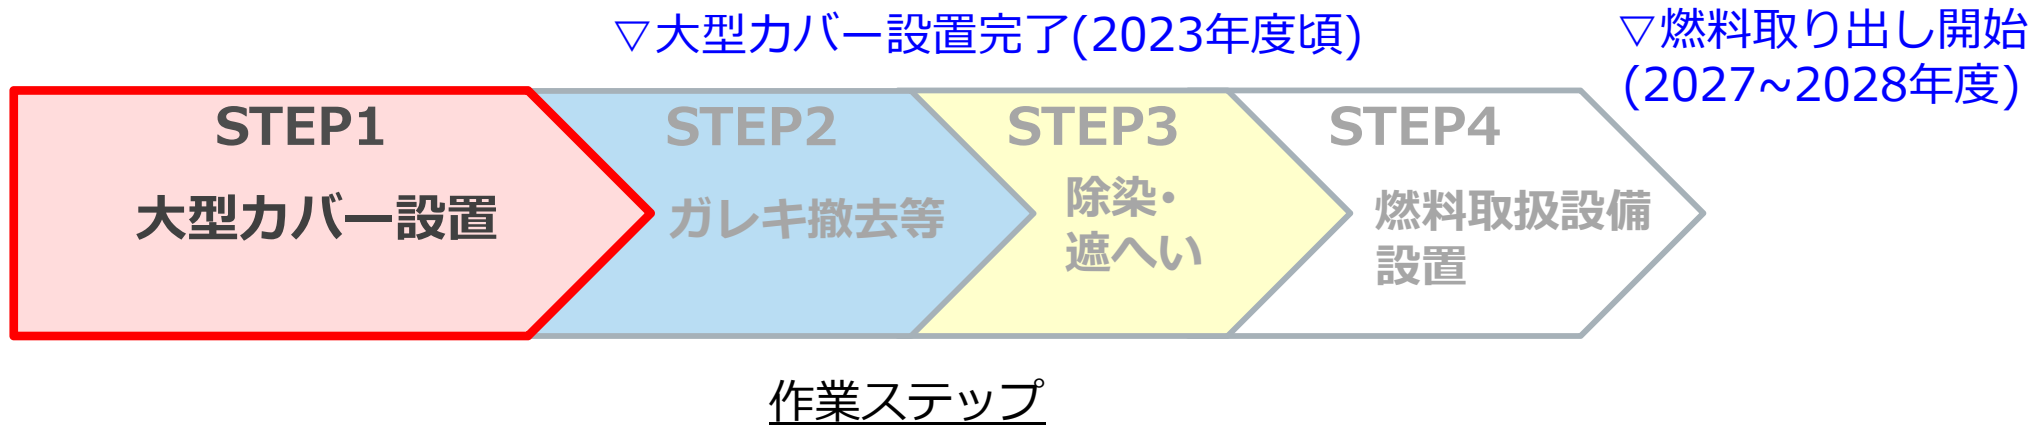 ▽大型カバー設置完了(2023年度頃)
▽燃料取り出し開始
(2027~2028年度)
STEP1
大型カバー設置
STEP2
ガレキ撤去等
STEP3
除染・
遮へい
STEP4
燃料取扱設備
設置
作業ステップ